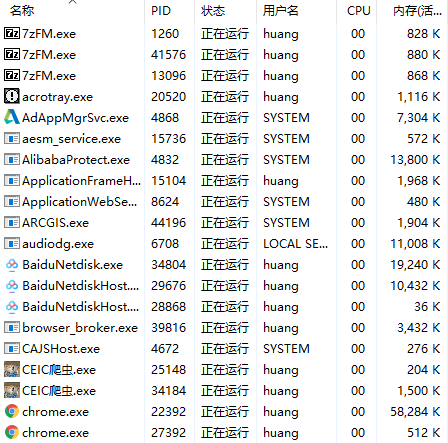 名称 PID 状态 用户名 CPU 内存(活...
7zFM.exe 1260 正在运行 huang 00 828 K
7zFM.exe 41576 正在运行 huang 00 880 K
7zFM.exe 13096 正在运行 huang 00 868 K
acrotray.exe 20520 正在运行 huang 00 1,116 K
AdAppMgrSvc.exe 4868 正在运行 SYSTEM 00 7,304 K
aesm_service.exe 15736 正在运行 SYSTEM 00 572 K
AlibabaProtect.exe 4832 正在运行 SYSTEM 00 13,800 K
ApplicationFrameH... 15104 正在运行 huang 00 1,968 K
ApplicationWebSe... 8624 正在运行 SYSTEM 00 480 K
ARCGIS.exe 44196 正在运行 SYSTEM 00 1,904 K
audiodg.exe 6708 正在运行 LOCAL SE... 00 11,008 K
BaiduNetdisk.exe 34804 正在运行 huang 00 19,240 K
BaiduNetdiskHost.... 29676 正在运行 huang 00 10,432 K
BaiduNetdiskHost.... 28868 正在运行 huang 00 36 K
browser_broker.exe 39816 正在运行 huang 00 3,432 K
CAJSHost.exe 4672 正在运行 SYSTEM 00 276 K
CEIC爬虫.exe 25148 正在运行 huang 00 204 K
CEIC爬虫.exe 34184 正在运行 huang 00 1,500 K
chrome.exe 22392 正在运行 huang 00 58,284 K
chrome.exe 27392 正在运行 huang 00 512 K